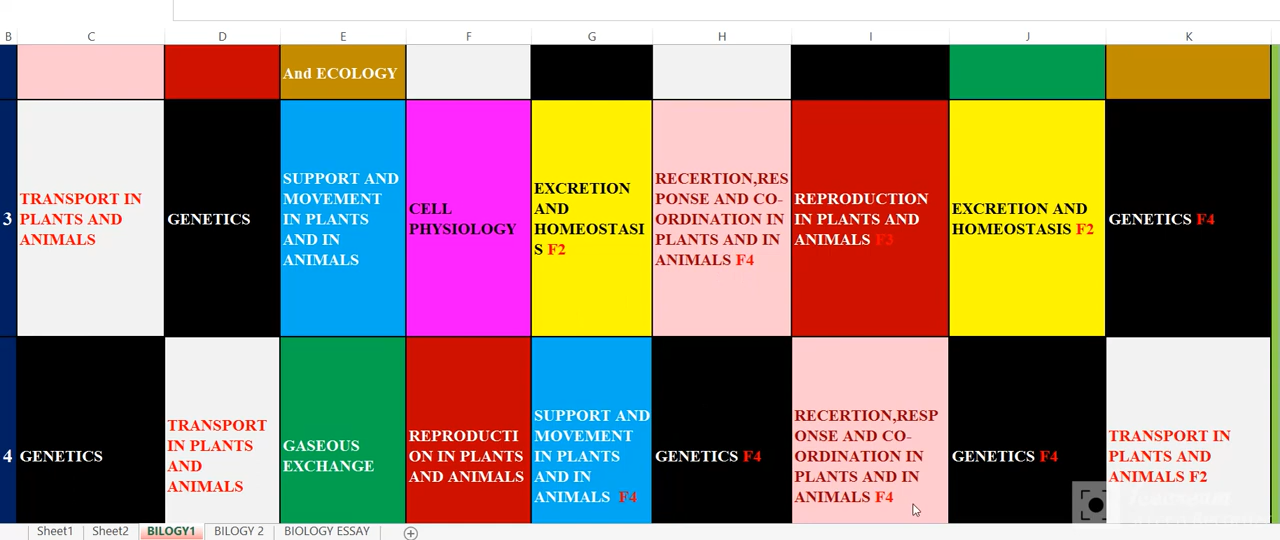 B C D E F G H I J K
And ECOLOGY
3
TRANSPORT IN
PLANTS AND
ANIMALS
GENETICS
SUPPORT AND
MOVEMENT
IN PLANTS
AND IN
ANIMALS
CELL
PHYSIOLOGY
EXCRETION
AND
HOMEOSTASI
S F2
RECERTION,RES
PONSE AND CO-
ORDINATION IN
PLANTS AND IN
ANIMALS F4
REPRODUCTION
IN PLANTS AND
ANIMALS F3
EXCRETION AND
HOMEOSTASIS F2
GENETICS F4
4
GENETICS
TRANSPORT
IN PLANTS
AND
ANIMALS
GASEOUS
EXCHANGE
REPRODUCTI
ON IN PLANTS
AND ANIMALS
SUPPORT AND
MOVEMENT
IN PLANTS
AND IN
ANIMALS F4
GENETICS F4
RECERTION,RESP
ONSE AND CO-
ORDINATION IN
PLANTS AND IN
ANIMALS F4
GENETICS F4
TRANSPORT IN
PLANTS AND
ANIMALS F2
Sheet1 Sheet2 BILOGY1 BILOGY 2 BIOLOGY ESSAY